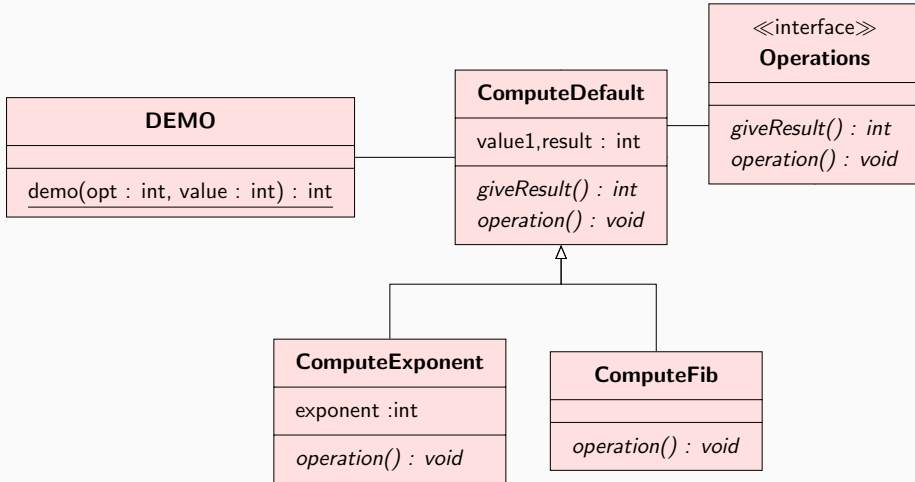 DEMO
demo(opt : int, value : int) : int
ComputeDefault
value1,result : int
giveResult() : int
operation() : void
≪interface≫
Operations
giveResult() : int
operation() : void
ComputeExponent
exponent :int
operation() : void
ComputeFib
operation() : void